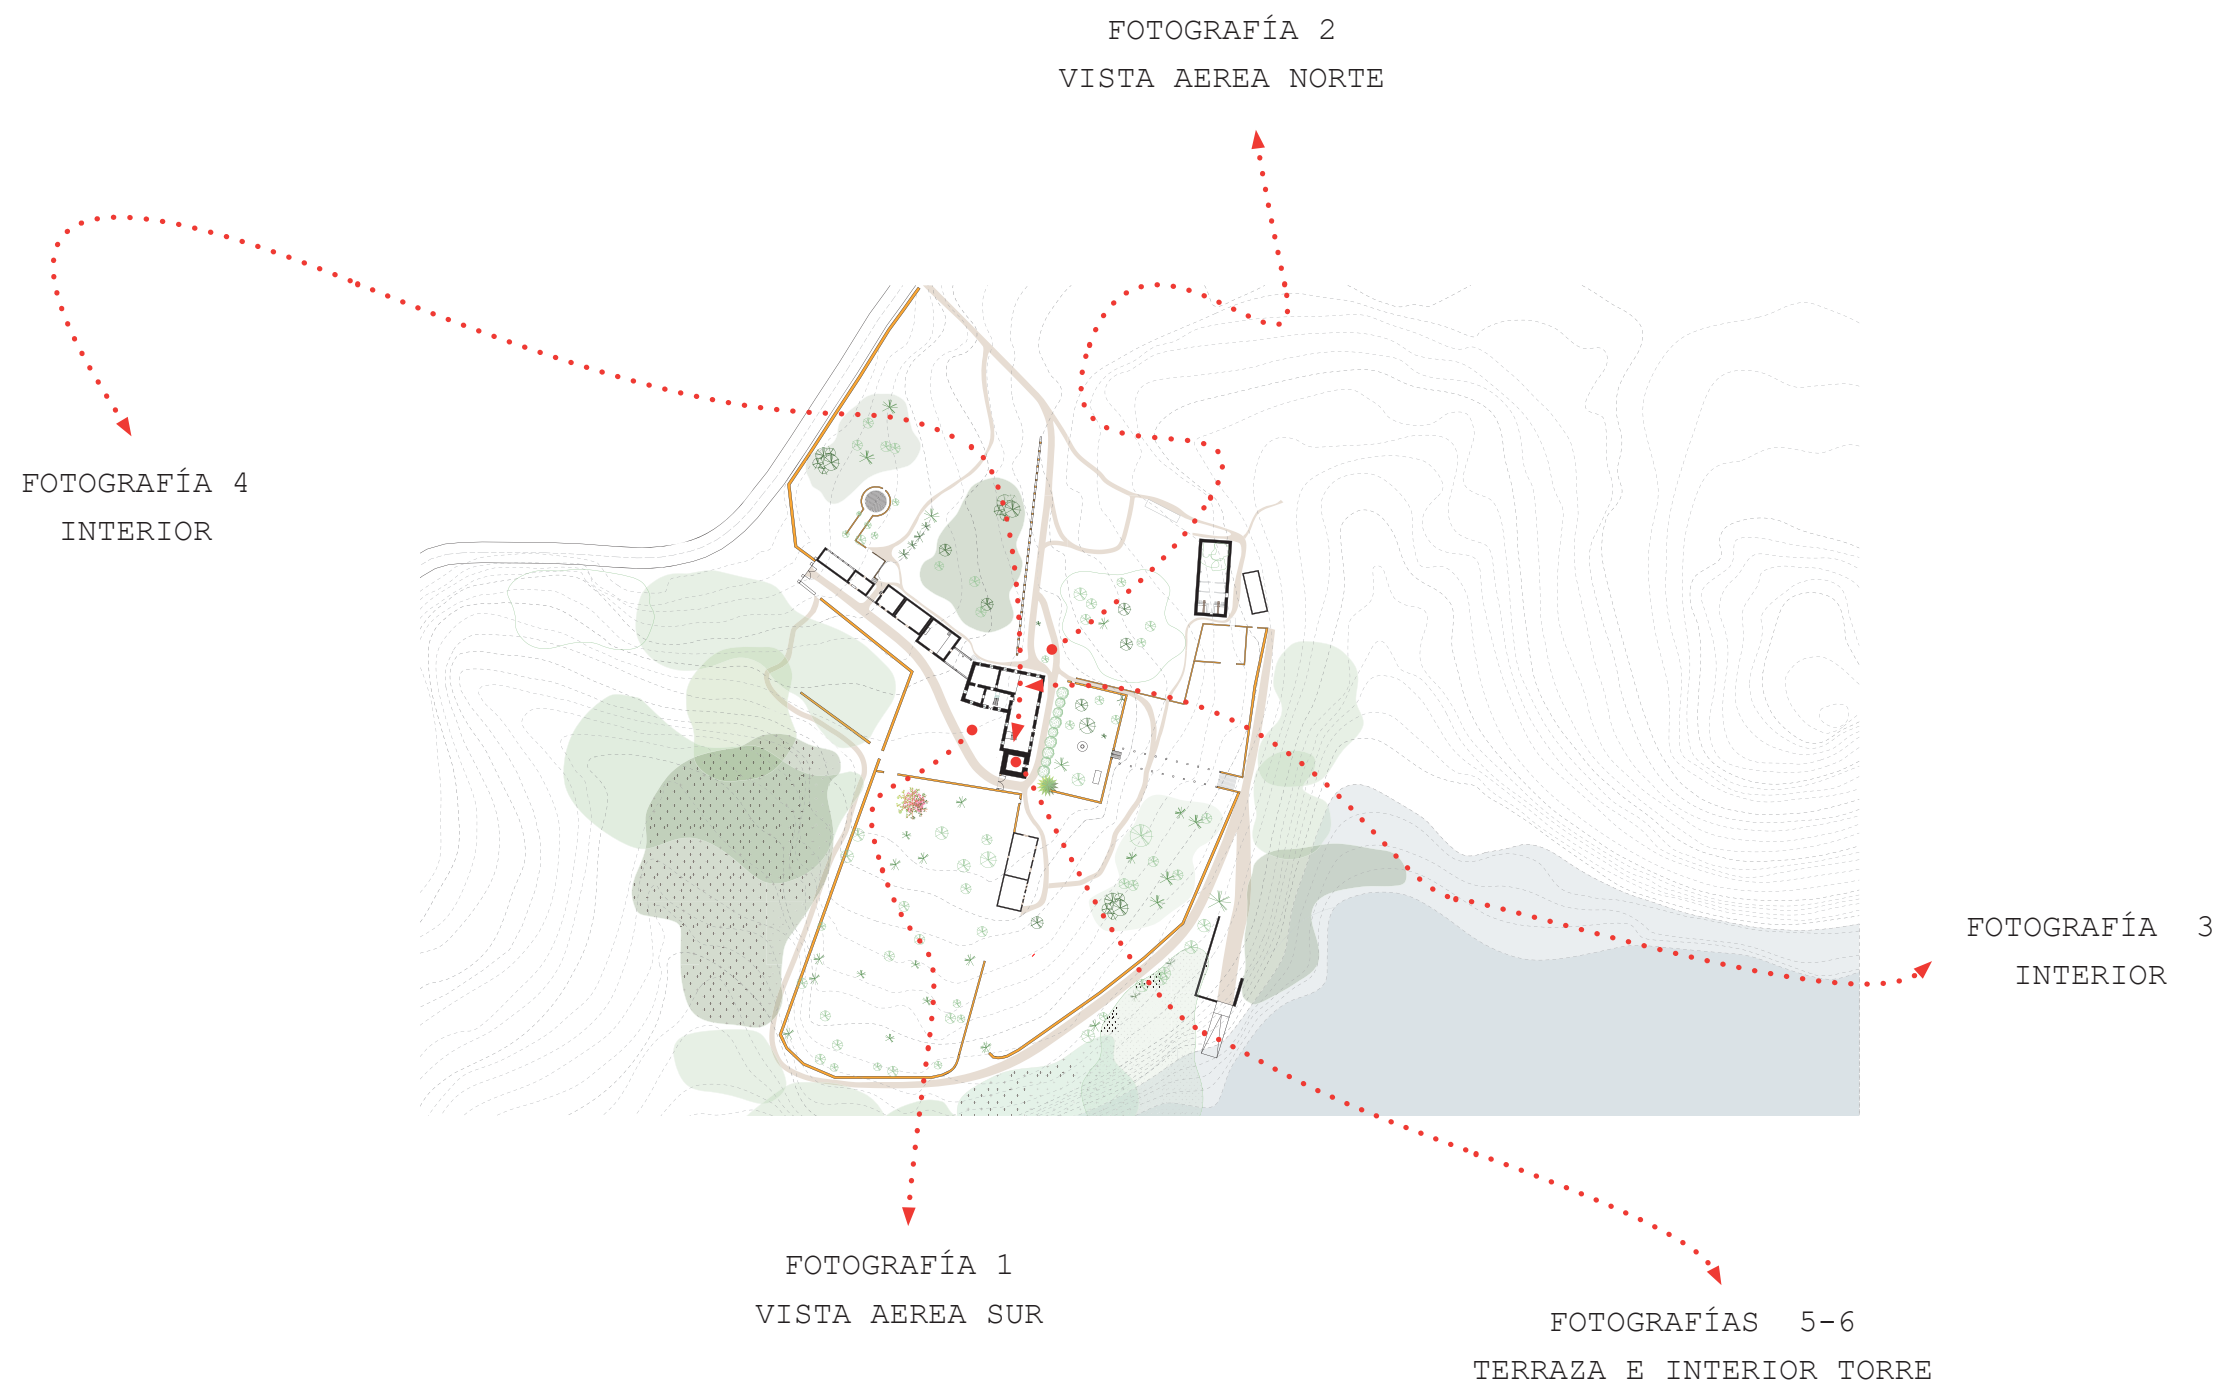 FOTOGRAFÍA 2
VISTA AEREA NORTE
FOTOGRAFÍA 4
INTERIOR
FOTOGRAFÍA 3
INTERIOR
FOTOGRAFÍA 1
VISTA AEREA SUR
FOTOGRAFÍAS 5-6
TERRAZA E INTERIOR TORRE